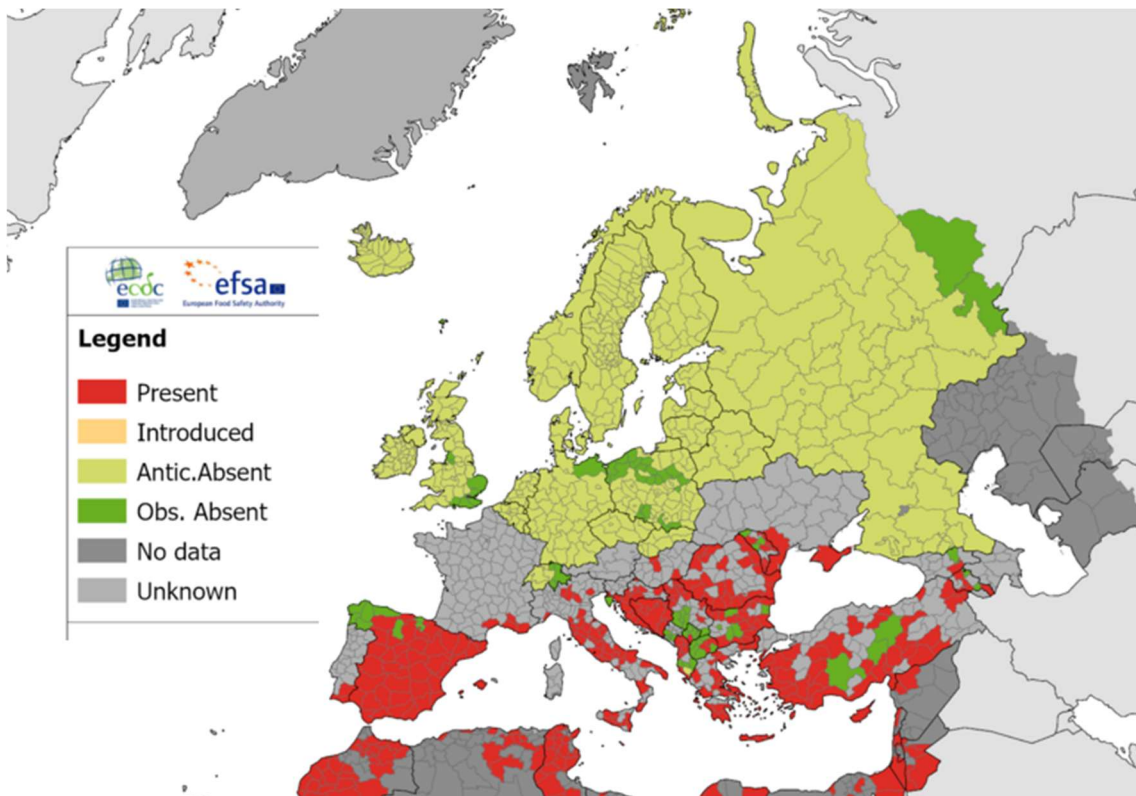 ecdc
efsa
European Food Safety Authority
Legend
Present
Introduced
Antic.Absent
Obs. Absent
No data
Unknown